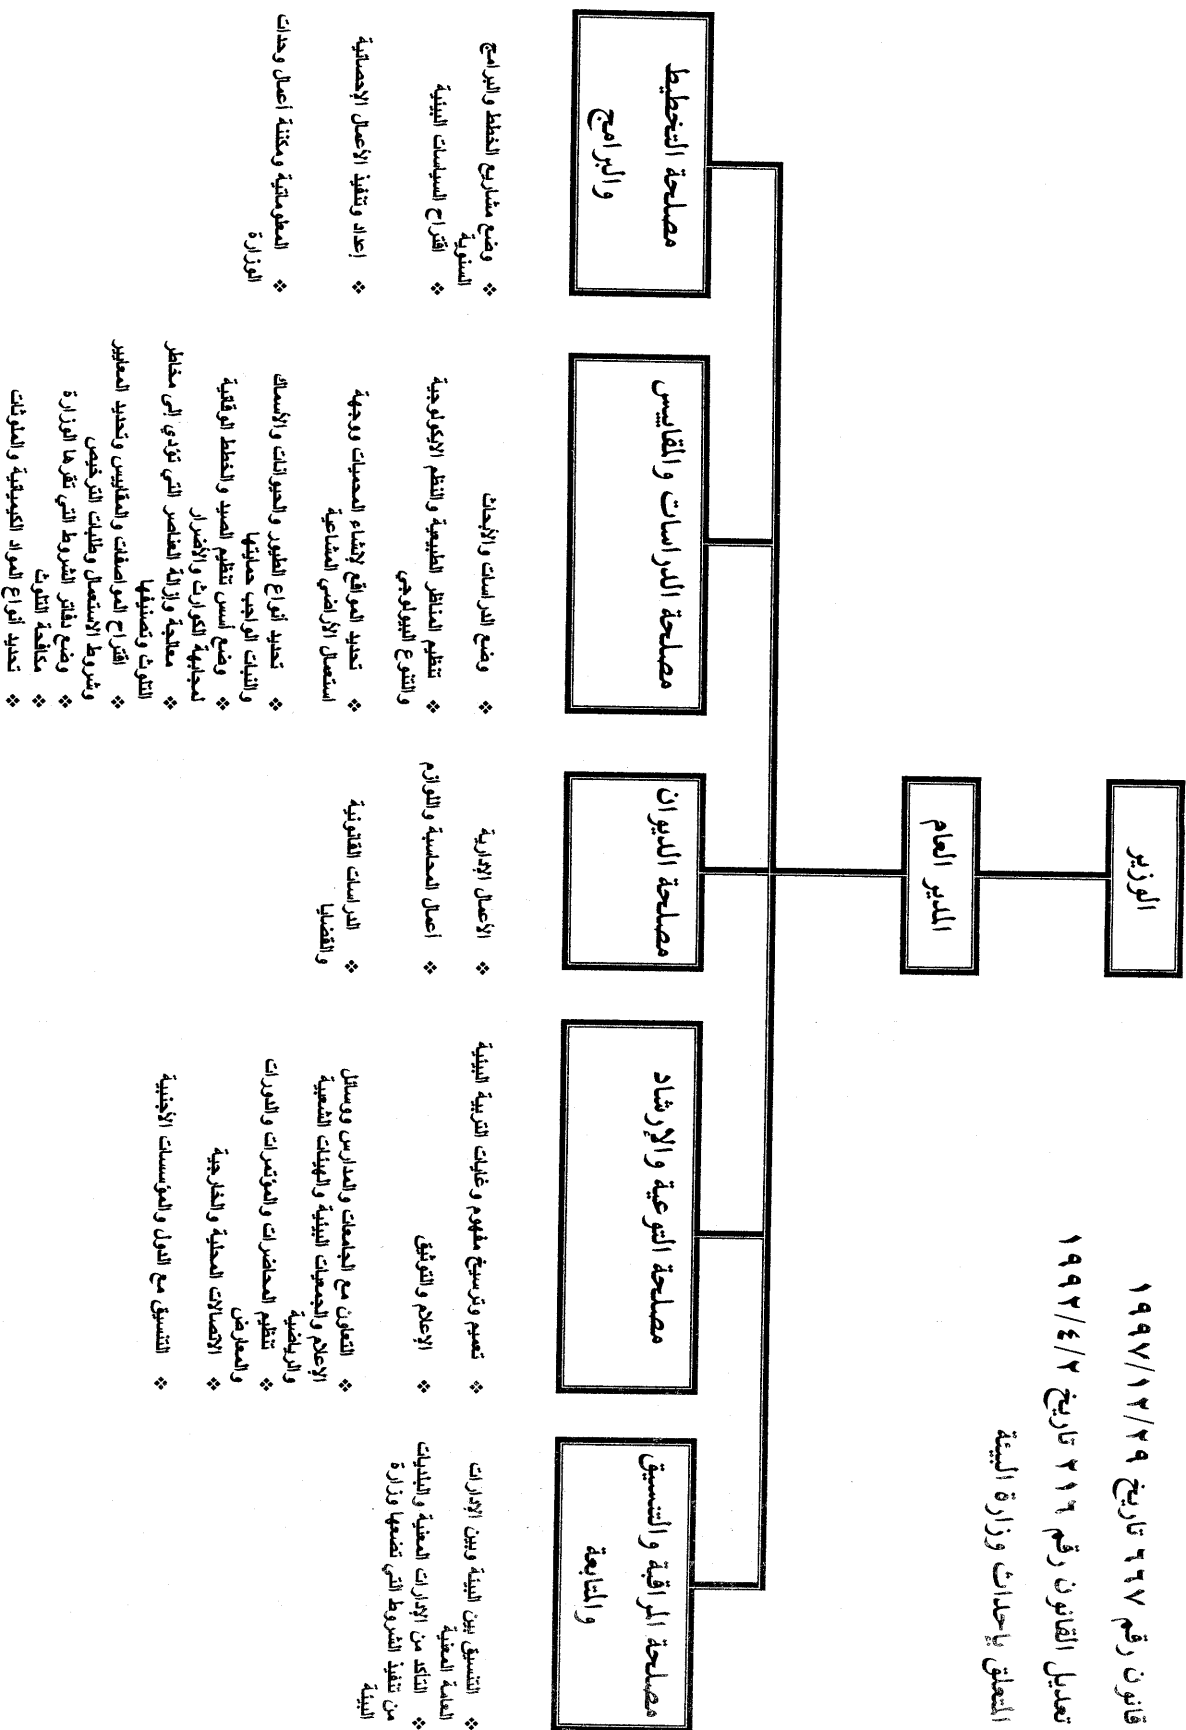 قانون رقم ٦٦٧ تاريخ ١٩٩٧/١٢/٢٩
تعديل القانون رقم ٢١٦ تاريخ ١٩٩٣/٤/٢
المتعلق بإحداث وزارة البيئة
الوزير
المدير العام
مصلحة المراقبة والتنسيق
والمتابعة
❖ التنسيق بين البيئة وبين الإدارات
العامة المعنية
❖ التأكد من الإدارات المعنية والبلديات
من تنفيذ الشروط التي تضعها وزارة
البيئة
مصلحة التوعية والإرشاد
❖ تعميم وترسيخ مفهوم وغايات التربية البيئية
❖ الإعلام والتوثيق
❖ التعاون مع الجامعات والمدارس ووسائل
الإعلام والجمعيات البيئية والهيئات الشعبية
والرياضية
❖ تنظيم المحاضرات والمؤتمرات والدورات
والمعارض
❖ الاتصالات المحلية والخارجية
❖ التنسيق مع الدول والمؤسسات الأجنبية
مصلحة الديوان
❖ الأعمال الإدارية
❖ أعمال المحاسبة واللوازم
❖ الدراسات القانونية
والقضايا
مصلحة الدراسات والمقاييس
❖ وضع الدراسات والأبحاث
❖ تنظيم المناظر الطبيعية والنظم الايكولوجية
والتنوع البيولوجي
❖ تحديد المواقع لإنشاء المحميات ووجهة
استعمال الأراضي المشاعية
❖ تحديد أنواع الطيور والحيوانات والأسماك
والنبات الواجب حمايتها
❖ وضع أسس تنظيم الصيد والخطط الوقائية
لمجابهة الكوارث والأضرار
❖ معالجة وإزالة العناصر التي تؤدي إلى مخاطر
التلوث وتصنيفها
❖ اقتراح المواصفات والمقاييس وتحديد المعايير
وشروط الاستعمال وطلبات الترخيص
❖ وضع دفاتر الشروط التي تقرها الوزارة
❖ مكافحة التلوث
❖ تحديد أنواع المواد الكيميائية والملوثات
مصلحة التخطيط
والبرامج
❖ وضع مشاريع الخطط والبرامج
السنوية
❖ اقتراح السياسات البيئية
❖ إعداد وتنفيذ الأعمال الإحصائية
❖ المعلوماتية ومكننة أعمال وحدات
الوزارة